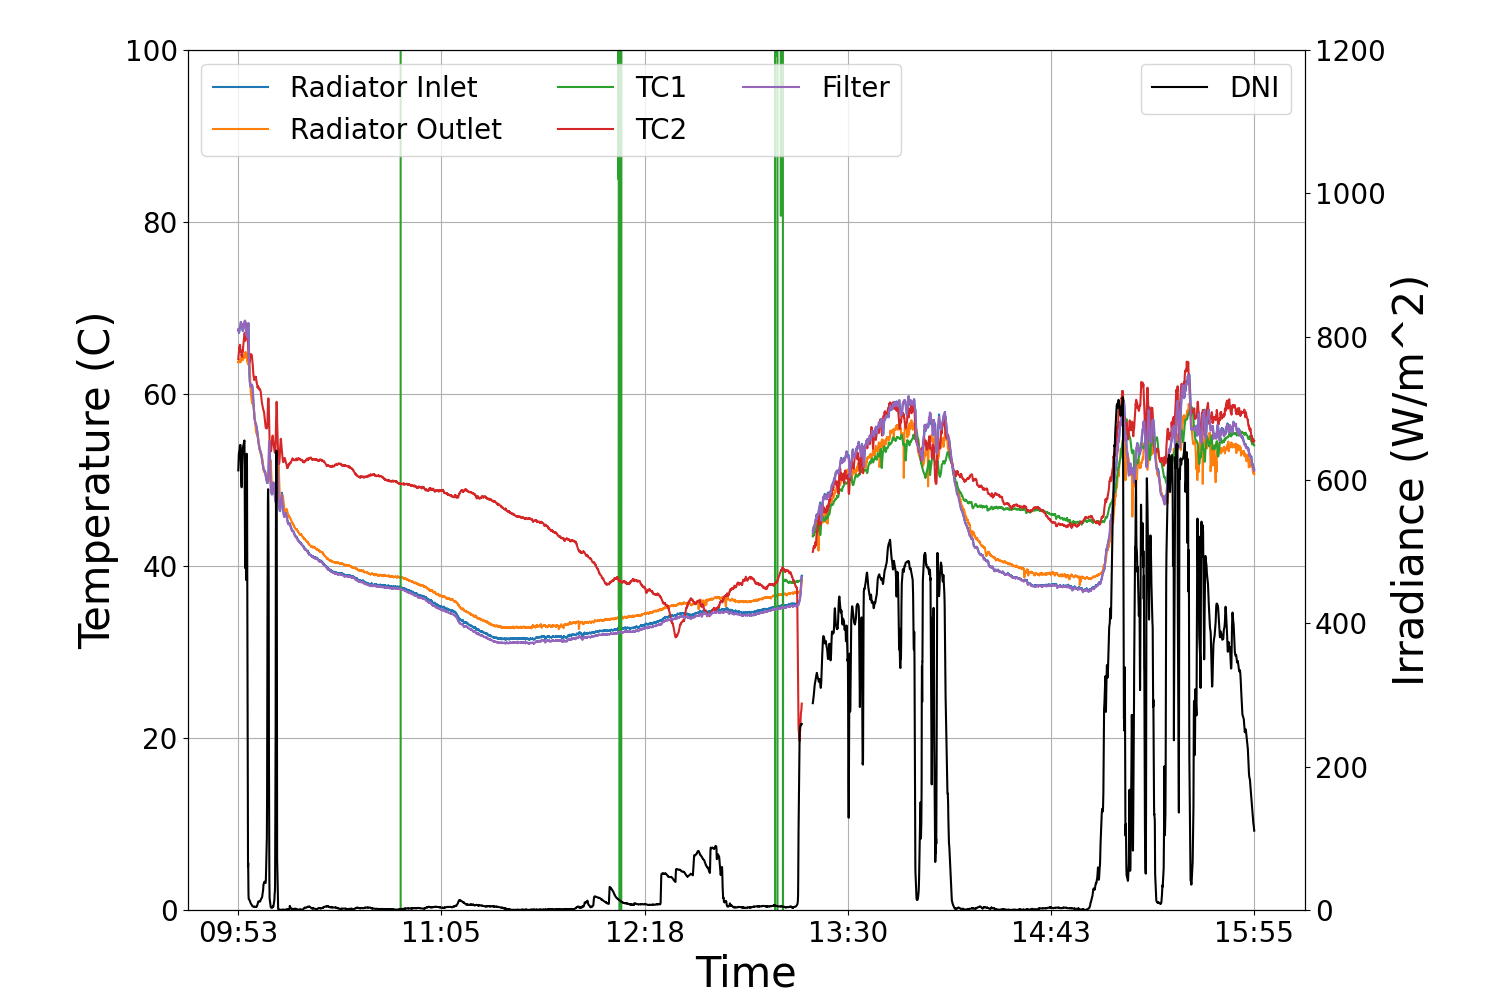 100
80
60
40
20
0
Temperature (C)
Radiator Inlet
Radiator Outlet
TC1
TC2
Filter
DNI
1200
1000
800
600
400
200
0
Irradiance (W/m^2)
09:53 11:05 12:18 13:30 14:43 15:55
Time